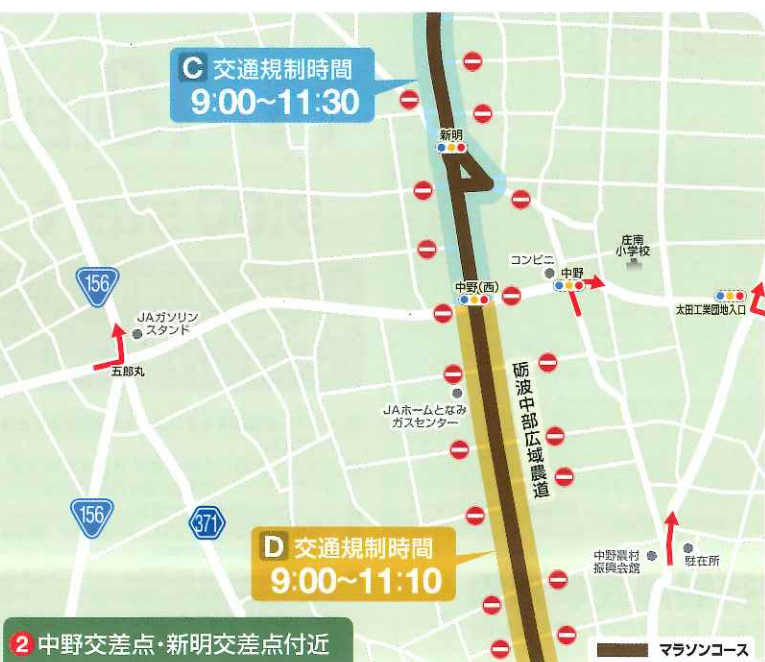 C 交通規制時間
9:00~11:30
新明
庄南
小学校
コンビニ
中野
156
中野(西)
太田工業団地入口
JAガソリン
スタンド
五郎丸
砺波中部広域農道
JAホームとなみ
ガスセンター
156
371
D 交通規制時間
9:00~11:10
中野農村
振興会館
駐在所
2 中野交差点・新明交差点付近
マラソンコース